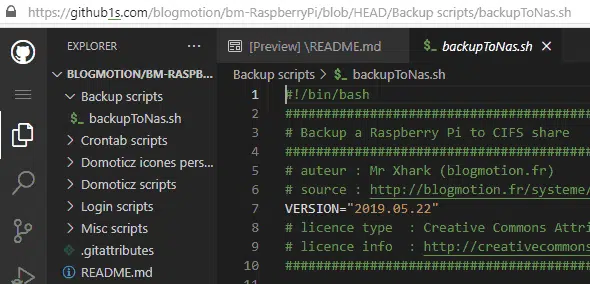 https://github1s.com/blogmotion/bm-RaspberryPi/blob/HEAD/Backup scripts/backupToNas.sh
EXPLORER
BLOGMOTION/BM-RASPB...
Backup scripts
$_ backupToNas.sh
Crontab scripts
Domoticz icones pers...
Domoticz scripts
Login scripts
Misc scripts
.gitattributes
README.md
[Preview] \README.md
$_ backupToNas.sh
Backup scripts > $_ backupToNas.sh
1 #!/bin/bash
2 ########################################
3 # Backup a Raspberry Pi to CIFS share
4 ########################################
5 # auteur : Mr Xhark (blogmotion.fr)
6 # source : http://blogmotion.fr/systeme/
7 VERSION="2019.05.22"
8 # licence type : Creative Commons Attri
9 # licence info : http://creativecommons
10 ########################################